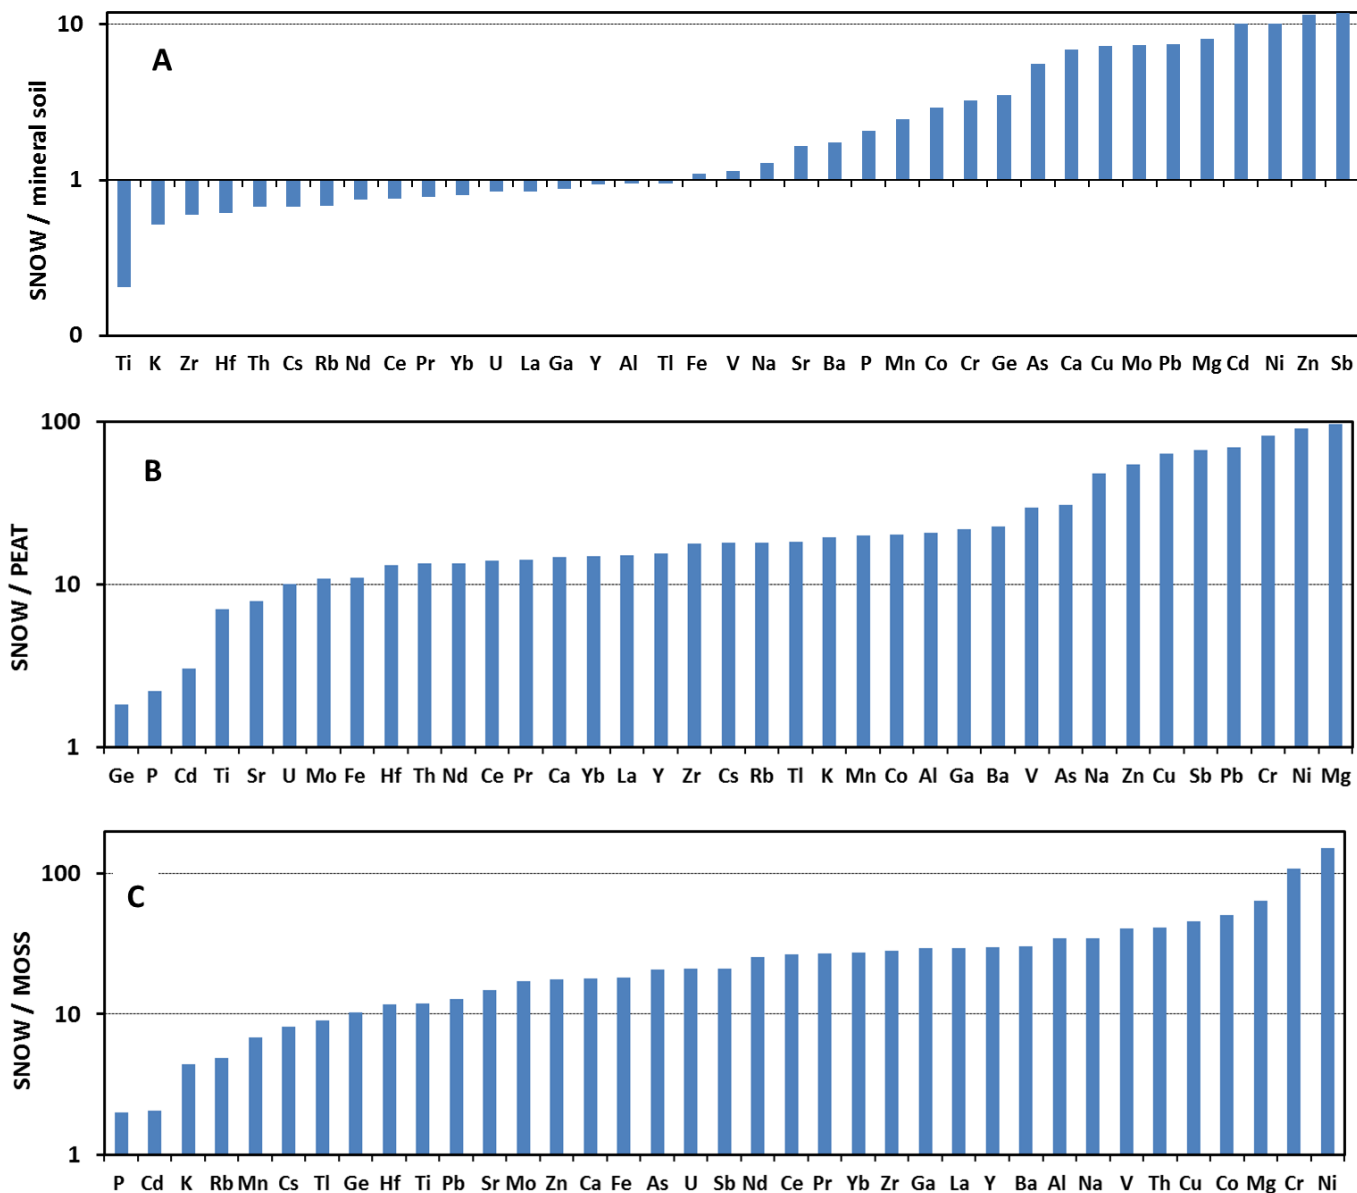 10
A
SNOW / mineral soil
1
0
Ti K Zr Hf Th Cs Rb Nd Ce Pr Yb U La Ga Y Al Tl Fe V Na Sr Ba P Mn Co Cr Ge As Ca Cu Mo Pb Mg Cd Ni Zn Sb
100
B
SNOW / PEAT
10
1
Ge P Cd Ti Sr U Mo Fe Hf Th Nd Ce Pr Ca Yb La Y Zr Cs Rb Tl K Mn Co Al Ga Ba V As Na Zn Cu Sb Pb Cr Ni Mg
100
C
SNOW / MOSS
10
1
P Cd K Rb Mn Cs Tl Ge Hf Ti Pb Sr Mo Zn Ca Fe As U Sb Nd Ce Pr Yb Zr Ga La Y Ba Al Na V Th Cu Co Mg Cr Ni